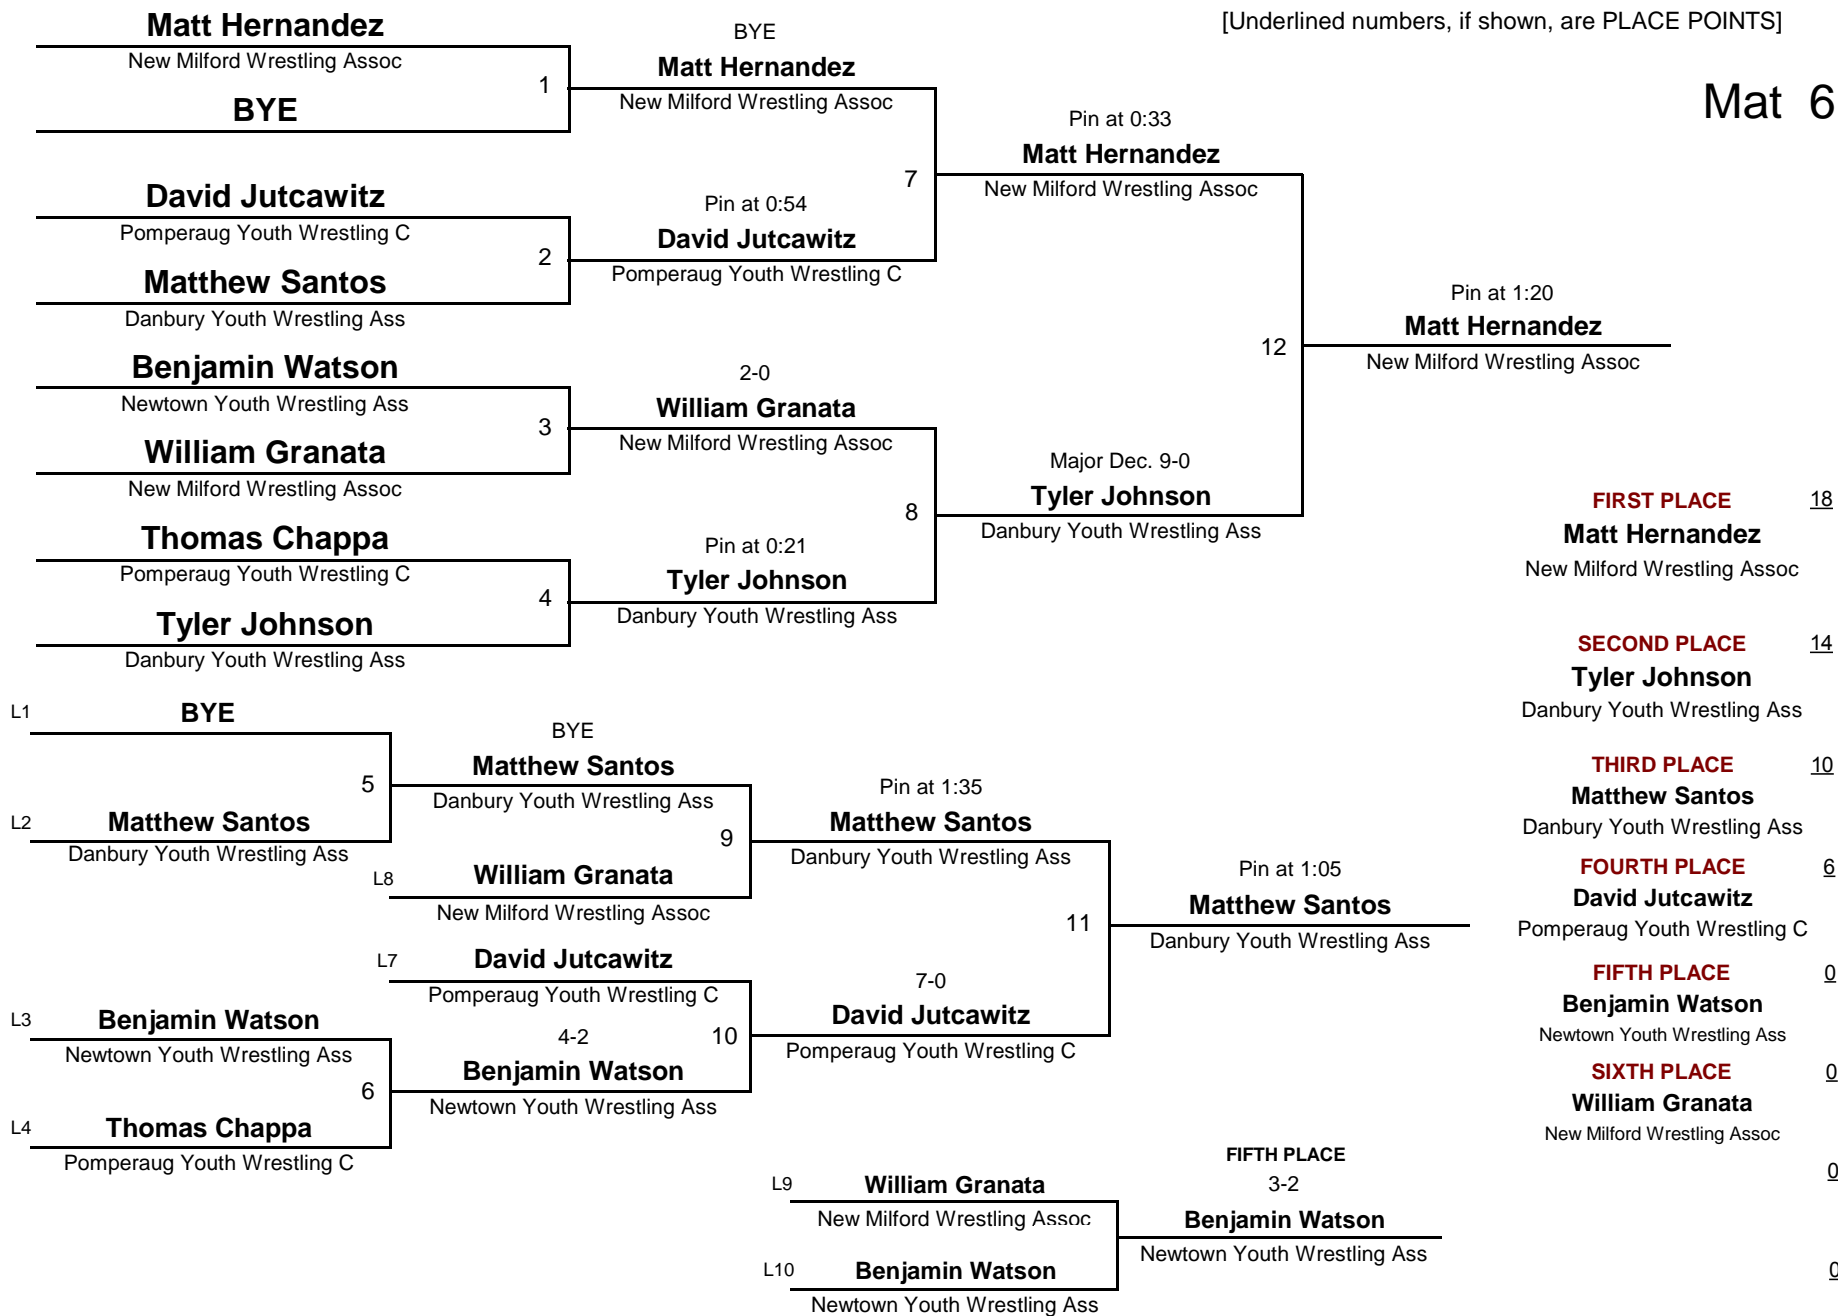 [Underlined numbers, if shown, are PLACE POINTS]
Mat 6
Matt Hernandez
New Milford Wrestling Assoc
1
BYE
BYE
Matt Hernandez
New Milford Wrestling Assoc
David Jutcawitz
Pomperaug Youth Wrestling C
2
Matthew Santos
Danbury Youth Wrestling Ass
Pin at 0:54
David Jutcawitz
Pomperaug Youth Wrestling C
7
Pin at 0:33
Matt Hernandez
New Milford Wrestling Assoc
Benjamin Watson
Newtown Youth Wrestling Ass
3
William Granata
New Milford Wrestling Assoc
2-0
William Granata
New Milford Wrestling Assoc
Thomas Chappa
Pomperaug Youth Wrestling C
4
Tyler Johnson
Danbury Youth Wrestling Ass
Pin at 0:21
Tyler Johnson
Danbury Youth Wrestling Ass
8
Major Dec. 9-0
Tyler Johnson
Danbury Youth Wrestling Ass
12
Pin at 1:20
Matt Hernandez
New Milford Wrestling Assoc
FIRST PLACE 18
Matt Hernandez
New Milford Wrestling Assoc
SECOND PLACE 14
Tyler Johnson
Danbury Youth Wrestling Ass
THIRD PLACE 10
Matthew Santos
Danbury Youth Wrestling Ass
FOURTH PLACE 6
David Jutcawitz
Pomperaug Youth Wrestling C
FIFTH PLACE 0
Benjamin Watson
Newtown Youth Wrestling Ass
SIXTH PLACE 0
William Granata
New Milford Wrestling Assoc
0
0
L1 BYE
5
L2 Matthew Santos
Danbury Youth Wrestling Ass
BYE
Matthew Santos
Danbury Youth Wrestling Ass
9
L8 William Granata
New Milford Wrestling Assoc
Pin at 1:35
Matthew Santos
Danbury Youth Wrestling Ass
L7 David Jutcawitz
Pomperaug Youth Wrestling C
L3 Benjamin Watson
Newtown Youth Wrestling Ass
6
L4 Thomas Chappa
Pomperaug Youth Wrestling C
4-2
Benjamin Watson
Newtown Youth Wrestling Ass
10
7-0
David Jutcawitz
Pomperaug Youth Wrestling C
11
Pin at 1:05
Matthew Santos
Danbury Youth Wrestling Ass
L9 William Granata
New Milford Wrestling Assoc
L10 Benjamin Watson
Newtown Youth Wrestling Ass
FIFTH PLACE
3-2
Benjamin Watson
Newtown Youth Wrestling Ass